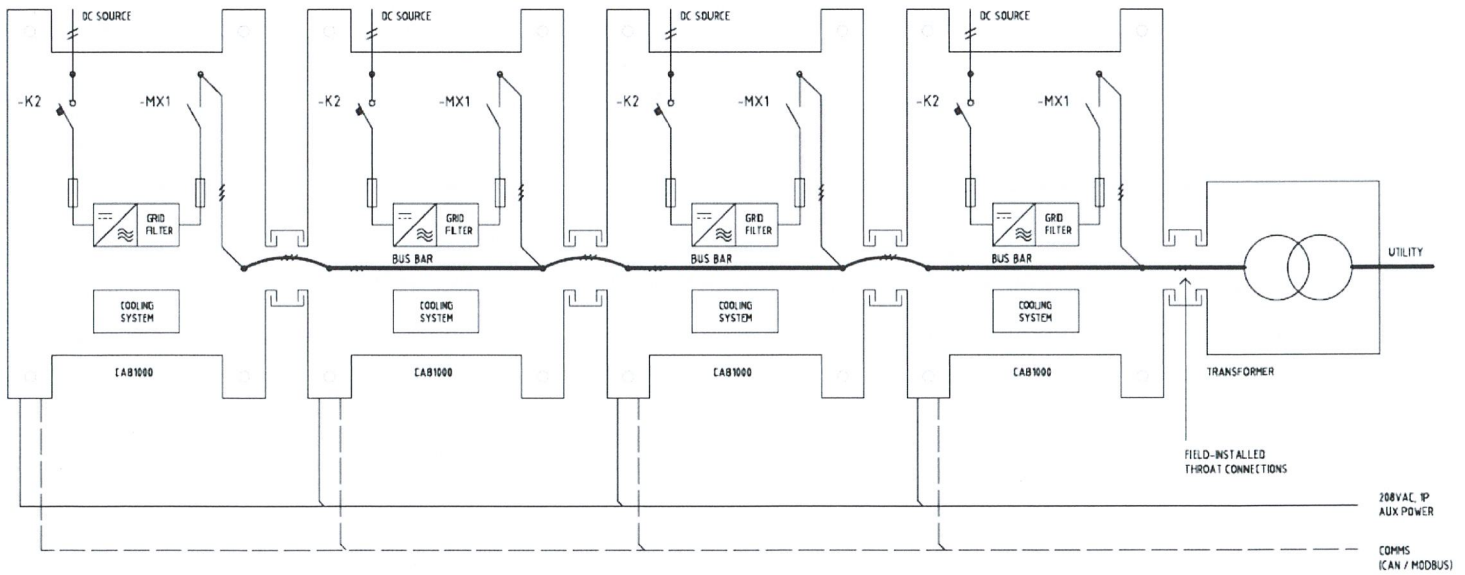 DC SOURCE
DC SOURCE
DC SOURCE
DC SOURCE
-K2
-MX1
-K2
-MX1
-K2
-MX1
-K2
-MX1
GRID
FILTER
GRID
FILTER
GRID
FILTER
GRID
FILTER
BUS BAR
BUS BAR
BUS BAR
UTILITY
COOLING
SYSTEM
COOLING
SYSTEM
COOLING
SYSTEM
COOLING
SYSTEM
CAB1000
CAB1000
CAB1000
CAB1000
TRANSFORMER
FIELD-INSTALLED
THROAT CONNECTIONS
208VAC, 1P
AUX POWER
COMMS
(CAN / MODBUS)